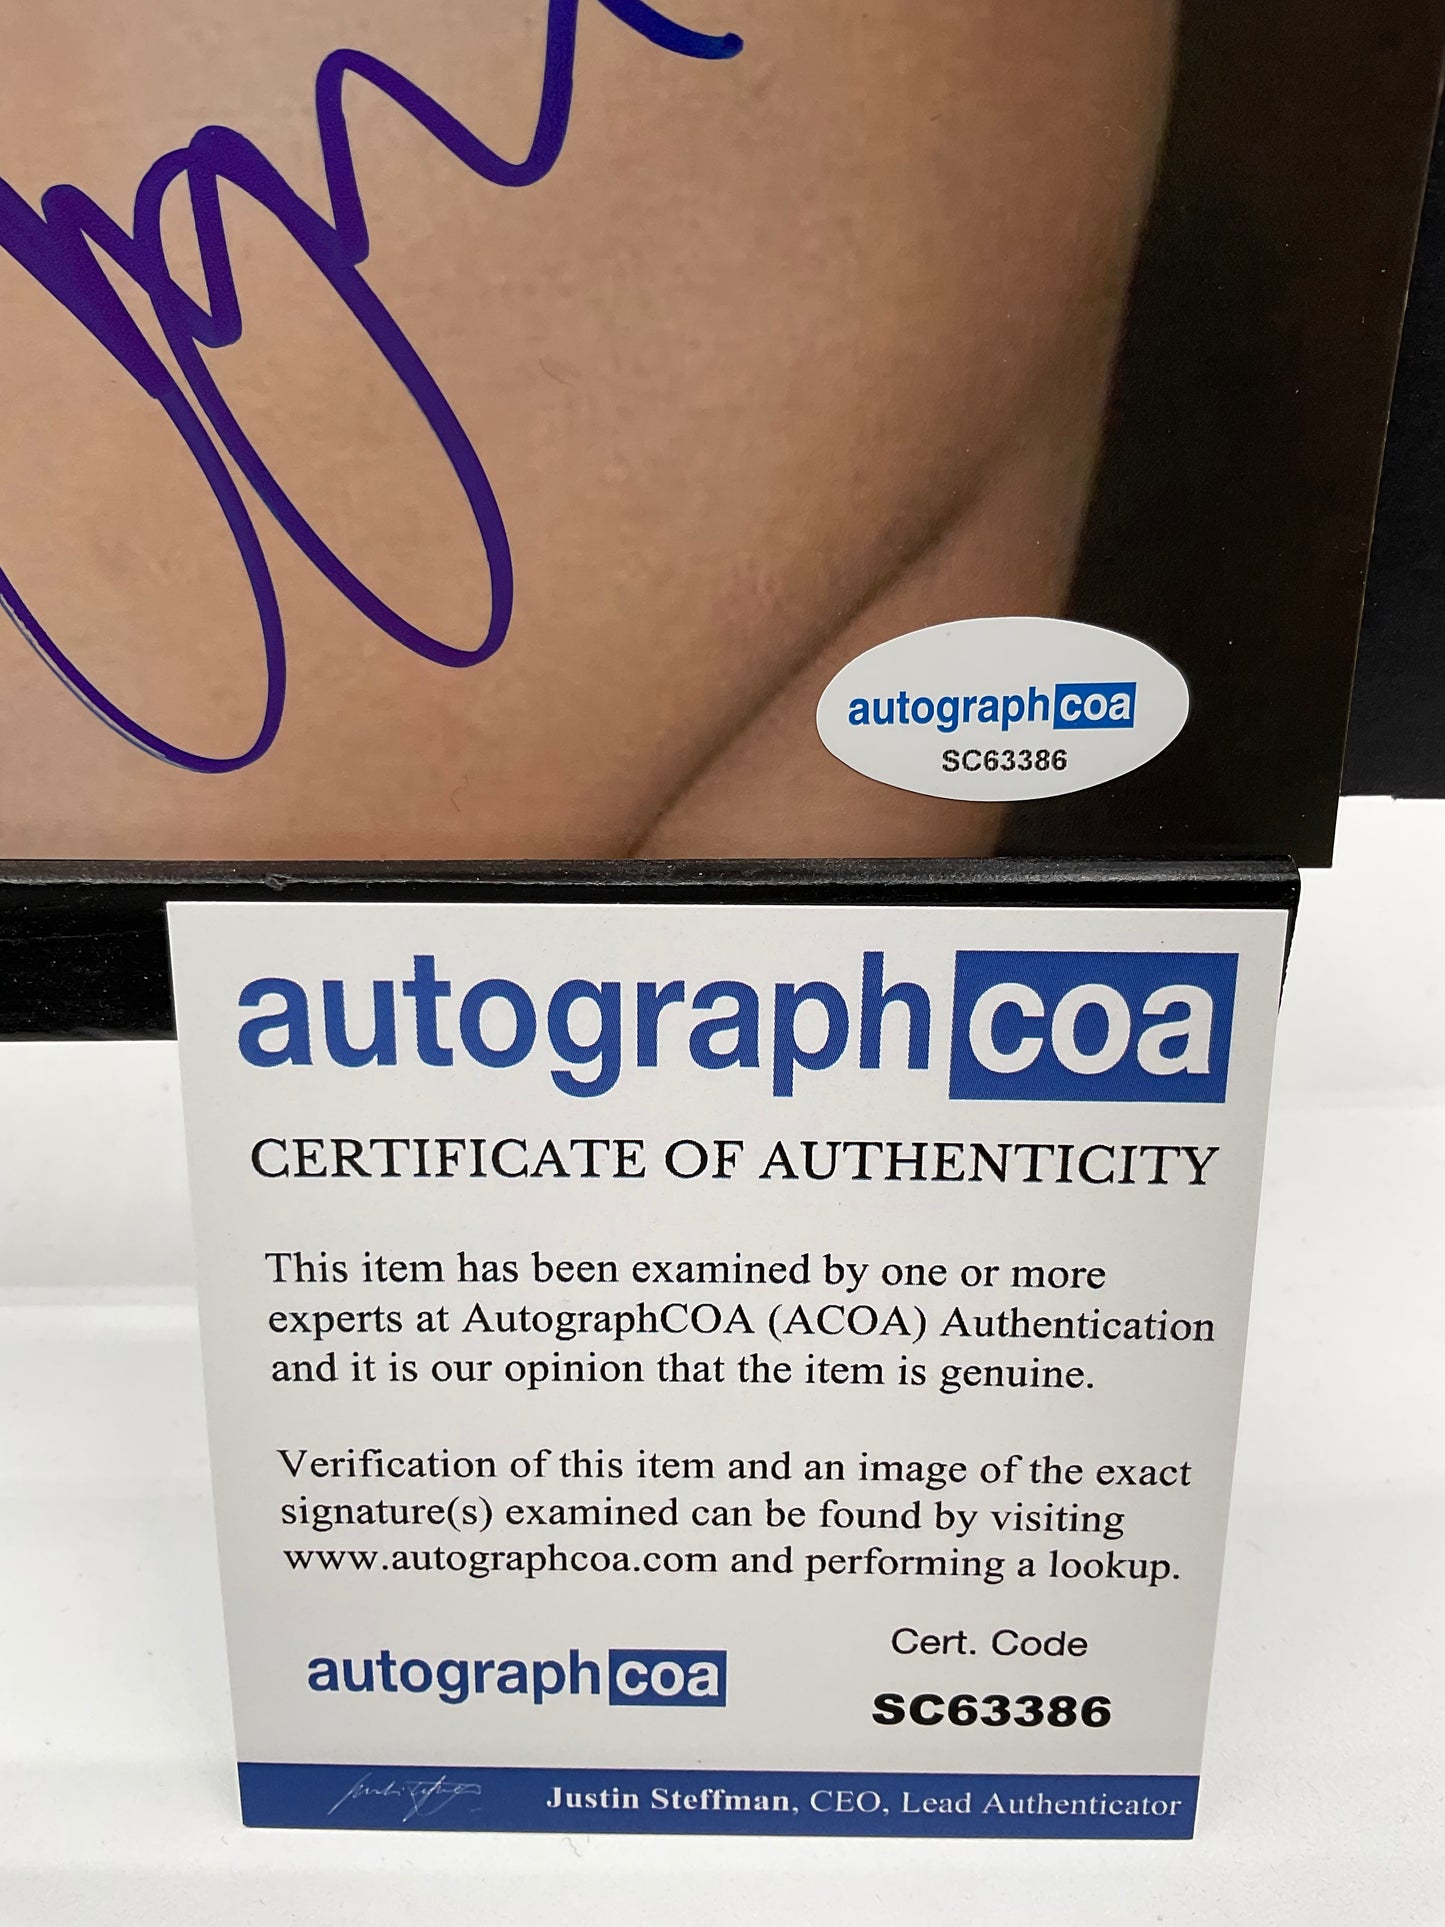 autographcoa
SC63386
autographcoa
CERTIFICATE OF AUTHENTICITY
This item has been examined by one or more
experts at AutographCOA (ACOA) Authentication
and it is our opinion that the item is genuine.
Verification of this item and an image of the exact
signature(s) examined can be found by visiting
www.autographcoa.com and performing a lookup.
Cert. Code
autographcoa
SC63386
Justin Steffman, CEO, Lead Authenticator